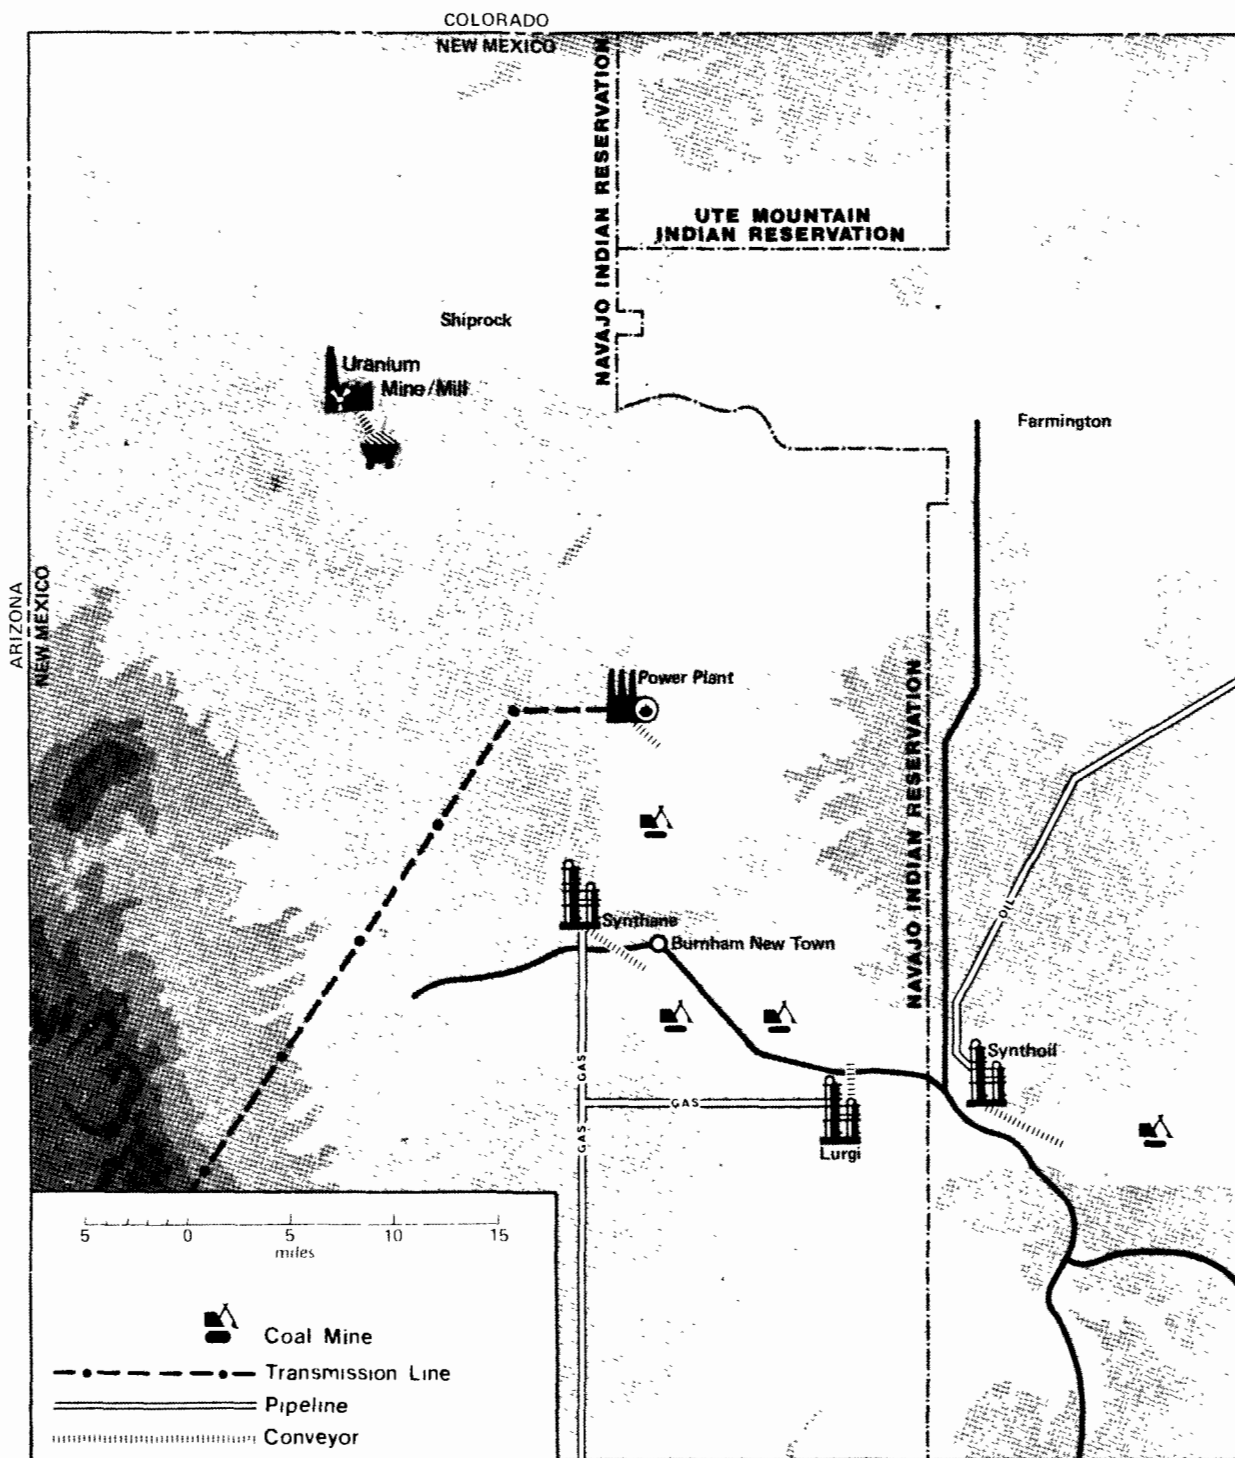 COLORADO
NEW MEXICO
NAVAJO INDIAN RESERVATION
UTE MOUNTAIN
INDIAN RESERVATION
Shiprock
Uranium
Mine/Mill
Farmington
ARIZONA
NEW MEXICO
Power Plant
NAVAJO INDIAN RESERVATION
OIL
Synthane
Burnham New Town
Synthoil
GAS
GAS
GAS
Lurgi
5 0 5 10 15
miles
Coal Mine
Transmission Line
Pipeline
Conveyor